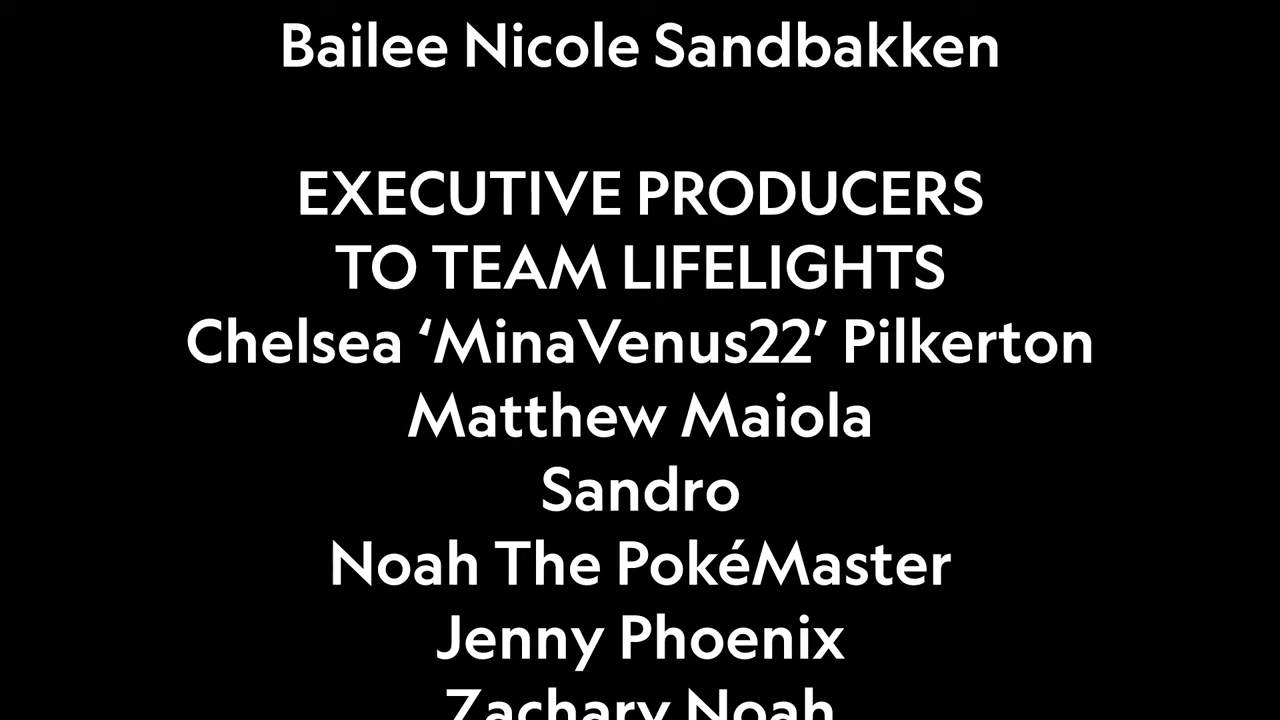 Bailee Nicole Sandbakken
EXECUTIVE PRODUCERS
TO TEAM LIFELIGHTS
Chelsea ‘MinaVenus22’ Pilkerton
Matthew Maiola
Sandro
Noah The PokéMaster
Jenny Phoenix
Zachary Noah